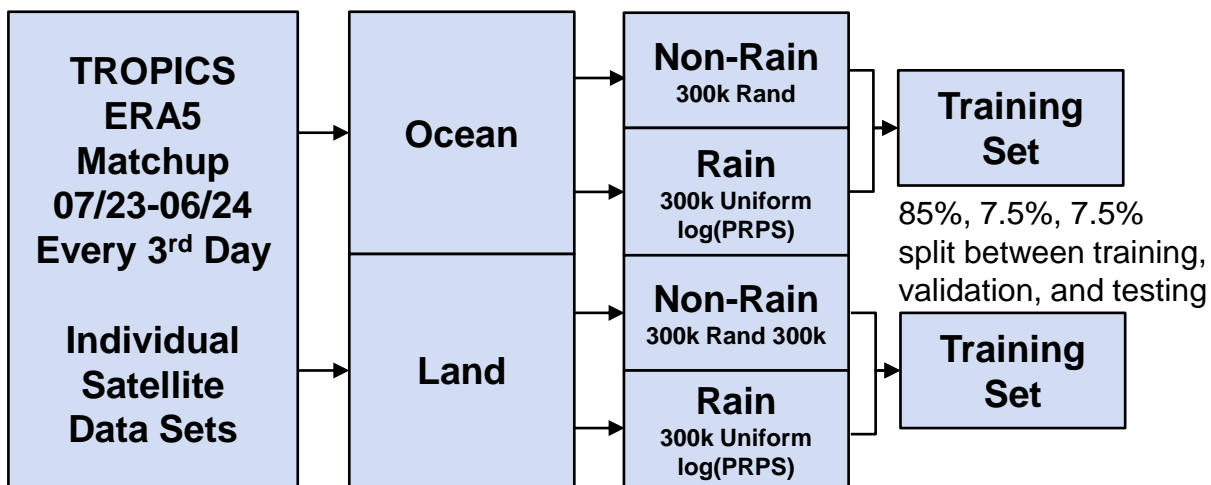 TROPICS
ERA5
Matchup
07/23-06/24
Every 3rd Day
Individual
Satellite
Data Sets
Ocean
Land
Non-Rain
300k Rand
Rain
300k Uniform
log(PRPS)
Non-Rain
300k Rand 300k
Rain
300k Uniform
log(PRPS)
Training
Set
85%, 7.5%, 7.5%
split between training,
validation, and testing
Training
Set